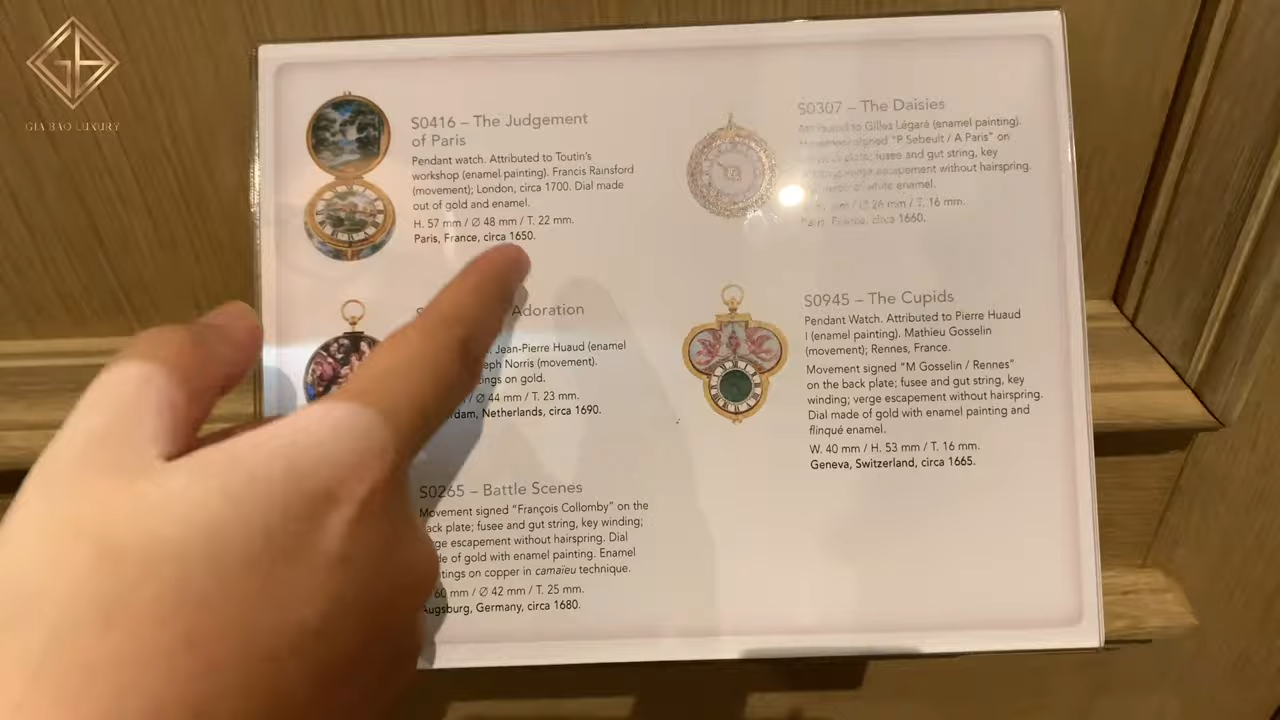 GIA BAO LUXURY
S0416 – The Judgement
of Paris
Pendant watch. Attributed to Toutin's
workshop (enamel painting). Francis Rainsford
(movement); London, circa 1700. Dial made
out of gold and enamel.
H. 57 mm / Ø 48 mm / T. 22 mm.
Paris, France, circa 1650.
Adoration
Jean-Pierre Huaud (enamel
Norris (movement).
on gold.
/ Ø 44 mm / T. 23 mm.
Netherlands, circa 1690.
S0265 – Battle Scenes
Movement signed "François Collomby" on the
back plate; fusee and gut string, key winding;
escapement without hairspring. Dial
of gold with enamel painting. Enamel
on copper in camaïeu technique.
60 mm / Ø 42 mm / T. 25 mm.
Augsburg, Germany, circa 1680.
S0307 – The Daisies
Attributed to Gilles Légaré (enamel painting).
signed "P Sebeult / A Paris" on
plate; fusee and gut string, key
verge escapement without hairspring.
white enamel.
26 mm / T. 16 mm.
Paris, France, circa 1660.
S0945 – The Cupids
Pendant Watch. Attributed to Pierre Huaud
I (enamel painting). Mathieu Gosselin
(movement); Rennes, France.
Movement signed "M Gosselin / Rennes"
on the back plate; fusee and gut string, key
winding; verge escapement without hairspring.
Dial made of gold with enamel painting and
flinqué enamel.
W. 40 mm / H. 53 mm / T. 16 mm.
Geneva, Switzerland, circa 1665.